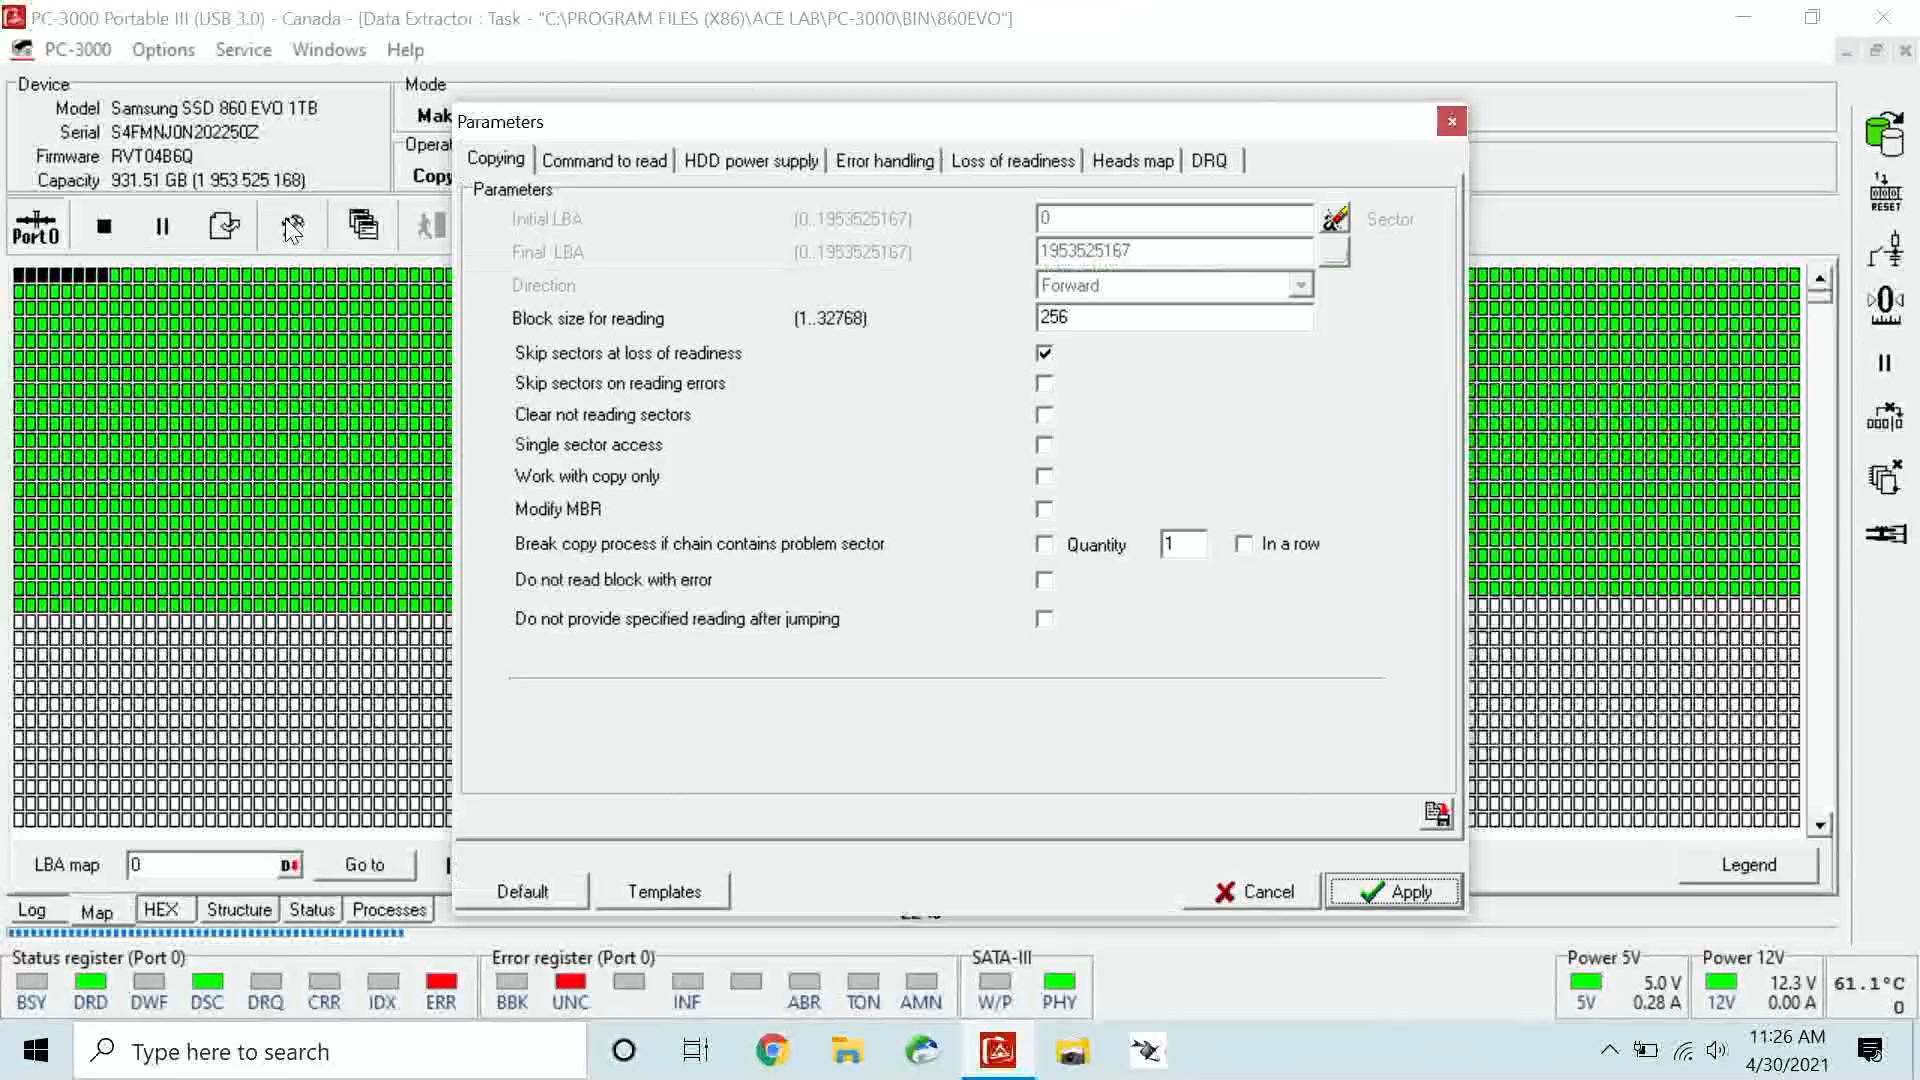 PC-3000 Portable III (USB 3.0) - Canada - [Data Extractor : Task - "C:\PROGRAM FILES (X86)\ACE LAB\PC-3000\BIN\860EVO"]
PC-3000 Options Service Windows Help
Device
Model Samsung SSD 860 EVO 1TB
Serial S4FMNJ0N202250Z
Firmware RVT04B6Q
Capacity 931.51 GB (1 953 525 168)
Mode
Mak
Operat
Copy
Port0
RESET
Parameters
Copying Command to read HDD power supply Error handling Loss of readiness Heads map DRQ
Parameters
Initial LBA (0..1953525167) 0 Sector
Final LBA (0..1953525167) 1953525167
Direction Forward
Block size for reading (1..32768) 256
Skip sectors at loss of readiness
Skip sectors on reading errors
Clear not reading sectors
Single sector access
Work with copy only
Modify MBR
Break copy process if chain contains problem sector Quantity 1 In a row
Do not read block with error
Do not provide specified reading after jumping
Default Templates Cancel Apply
LBA map 0 Go to Legend
Log Map HEX Structure Status Processes
Status register (Port 0)
BSY DRD DWF DSC DRQ CRR IDX ERR
Error register (Port 0)
BBK UNC INF ABR TON AMN
SATA-III
W/P PHY
Power 5V
5.0 V
5V 0.28 A
Power 12V
12.3 V
12V 0.00 A
61.1°C
0
Type here to search
11:26 AM
4/30/2021